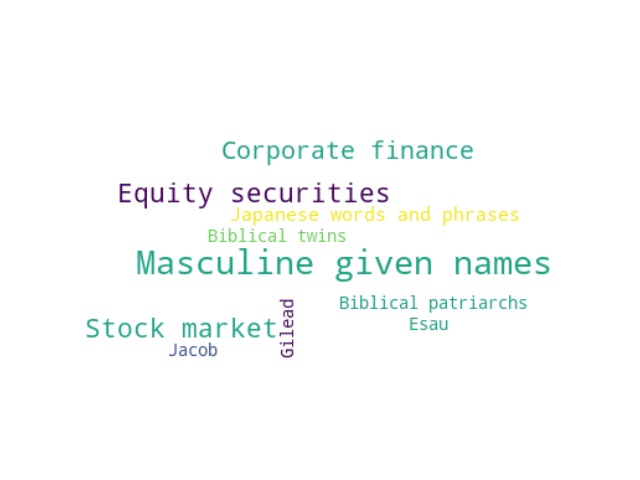 Corporate finance
Equity securities
Japanese words and phrases
Biblical twins
Masculine given names
Biblical patriarchs
Gilead
Esau
Stock market
Jacob